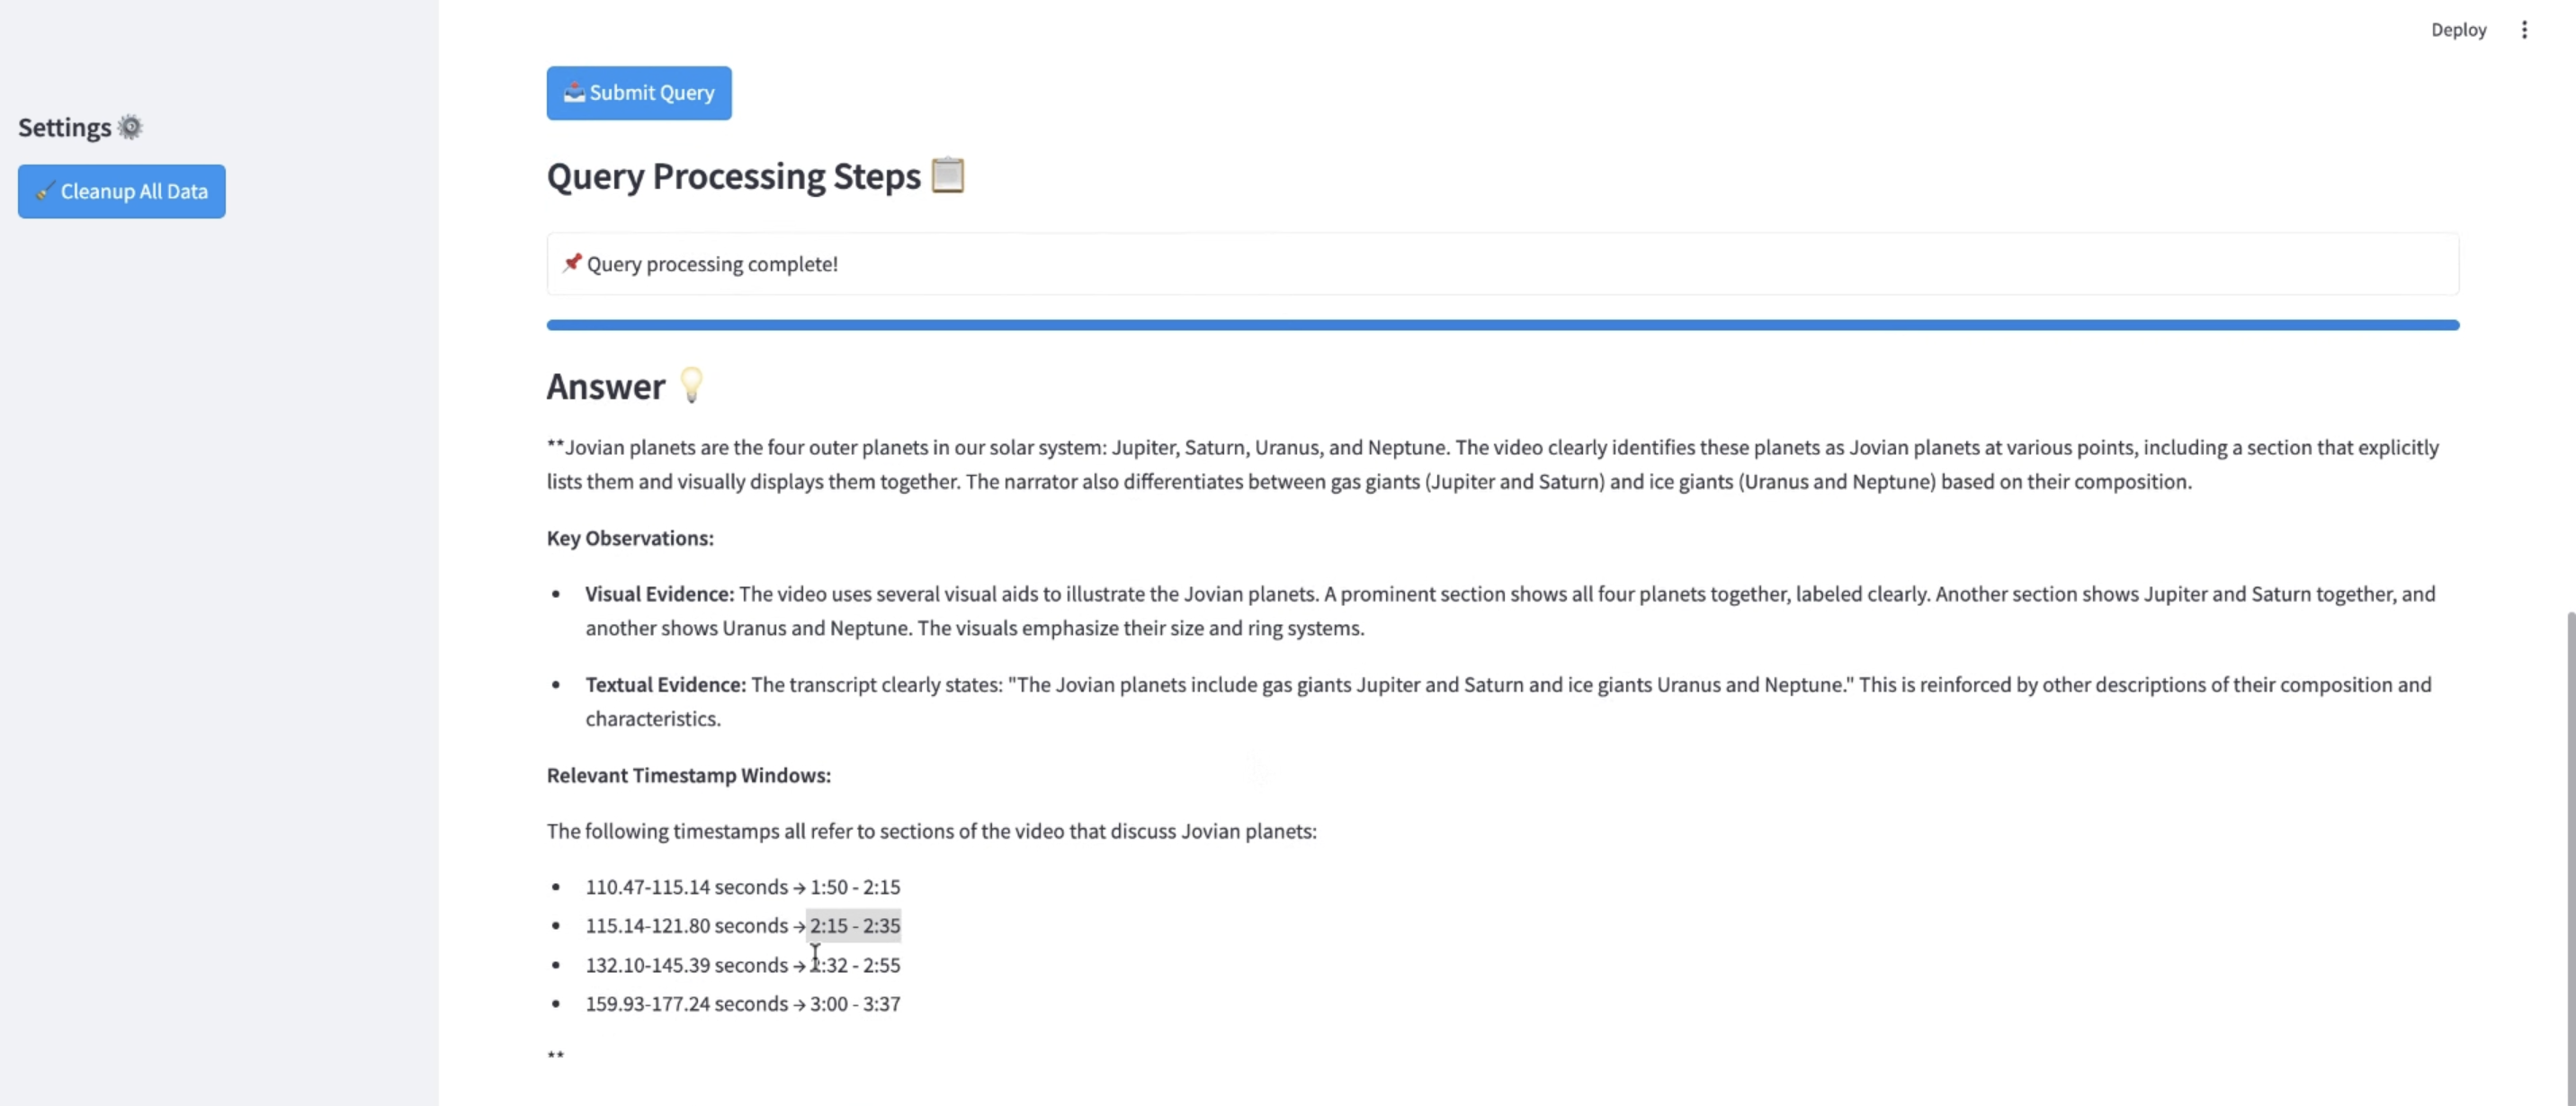 Deploy
Settings
Cleanup All Data
Submit Query
Query Processing Steps
Query processing complete!
Answer
**Jovian planets are the four outer planets in our solar system: Jupiter, Saturn, Uranus, and Neptune. The video clearly identifies these planets as Jovian planets at various points, including a section that explicitly
lists them and visually displays them together. The narrator also differentiates between gas giants (Jupiter and Saturn) and ice giants (Uranus and Neptune) based on their composition.
Key Observations:
• Visual Evidence: The video uses several visual aids to illustrate the Jovian planets. A prominent section shows all four planets together, labeled clearly. Another section shows Jupiter and Saturn together, and
another shows Uranus and Neptune. The visuals emphasize their size and ring systems.
• Textual Evidence: The transcript clearly states: "The Jovian planets include gas giants Jupiter and Saturn and ice giants Uranus and Neptune." This is reinforced by other descriptions of their composition and
characteristics.
Relevant Timestamp Windows:
The following timestamps all refer to sections of the video that discuss Jovian planets:
• 110.47-115.14 seconds → 1:50 - 2:15
• 115.14-121.80 seconds → 2:15 - 2:35
• 132.10-145.39 seconds → - 2:55
• 159.93-177.24 seconds → 3:00 - 3:37
**